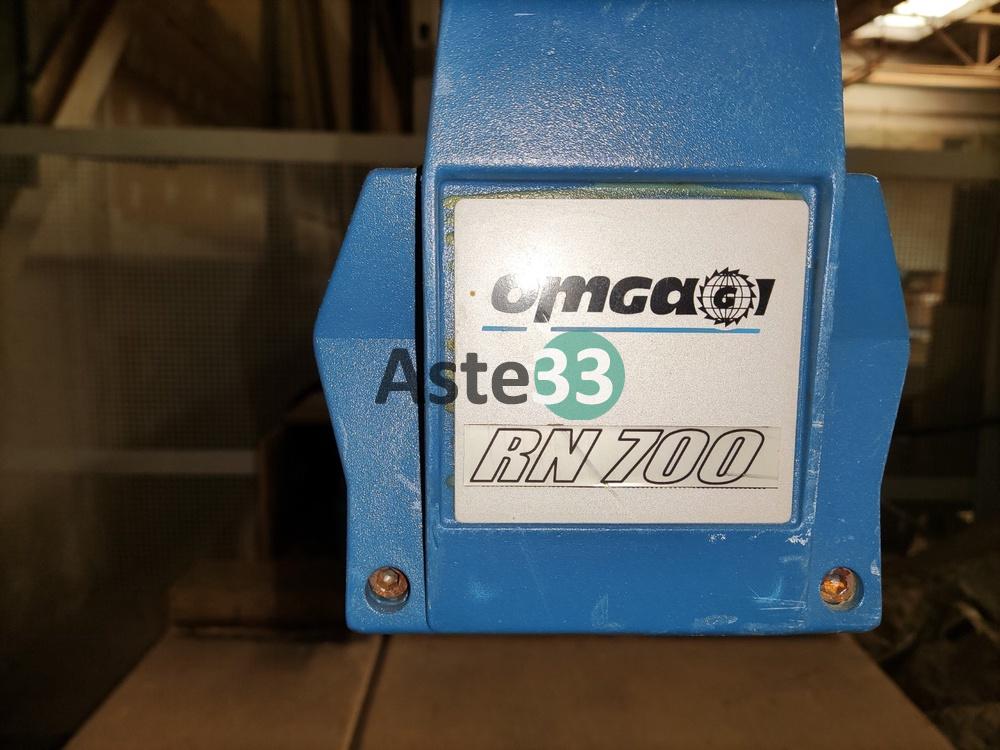 omga
G
Aste33
RN 700